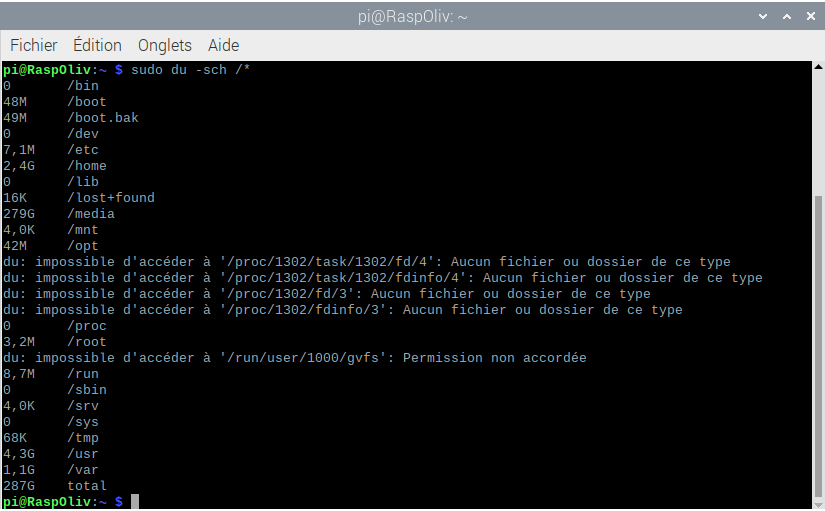 pi@RaspOliv: ~
Fichier Édition Onglets Aide
pi@RaspOliv:~ $ sudo du -sch /*
0 /bin
48M /boot
49M /boot.bak
0 /dev
7,1M /etc
2,4G /home
0 /lib
16K /lost+found
279G /media
4,0K /mnt
42M /opt
du: impossible d'accéder à '/proc/1302/task/1302/fd/4': Aucun fichier ou dossier de ce type
du: impossible d'accéder à '/proc/1302/task/1302/fdinfo/4': Aucun fichier ou dossier de ce type
du: impossible d'accéder à '/proc/1302/fd/3': Aucun fichier ou dossier de ce type
du: impossible d'accéder à '/proc/1302/fdinfo/3': Aucun fichier ou dossier de ce type
0 /proc
3,2M /root
du: impossible d'accéder à '/run/user/1000/gvfs': Permission non accordée
8,7M /run
0 /sbin
4,0K /srv
0 /sys
68K /tmp
4,3G /usr
1,1G /var
287G total
pi@RaspOliv:~ $